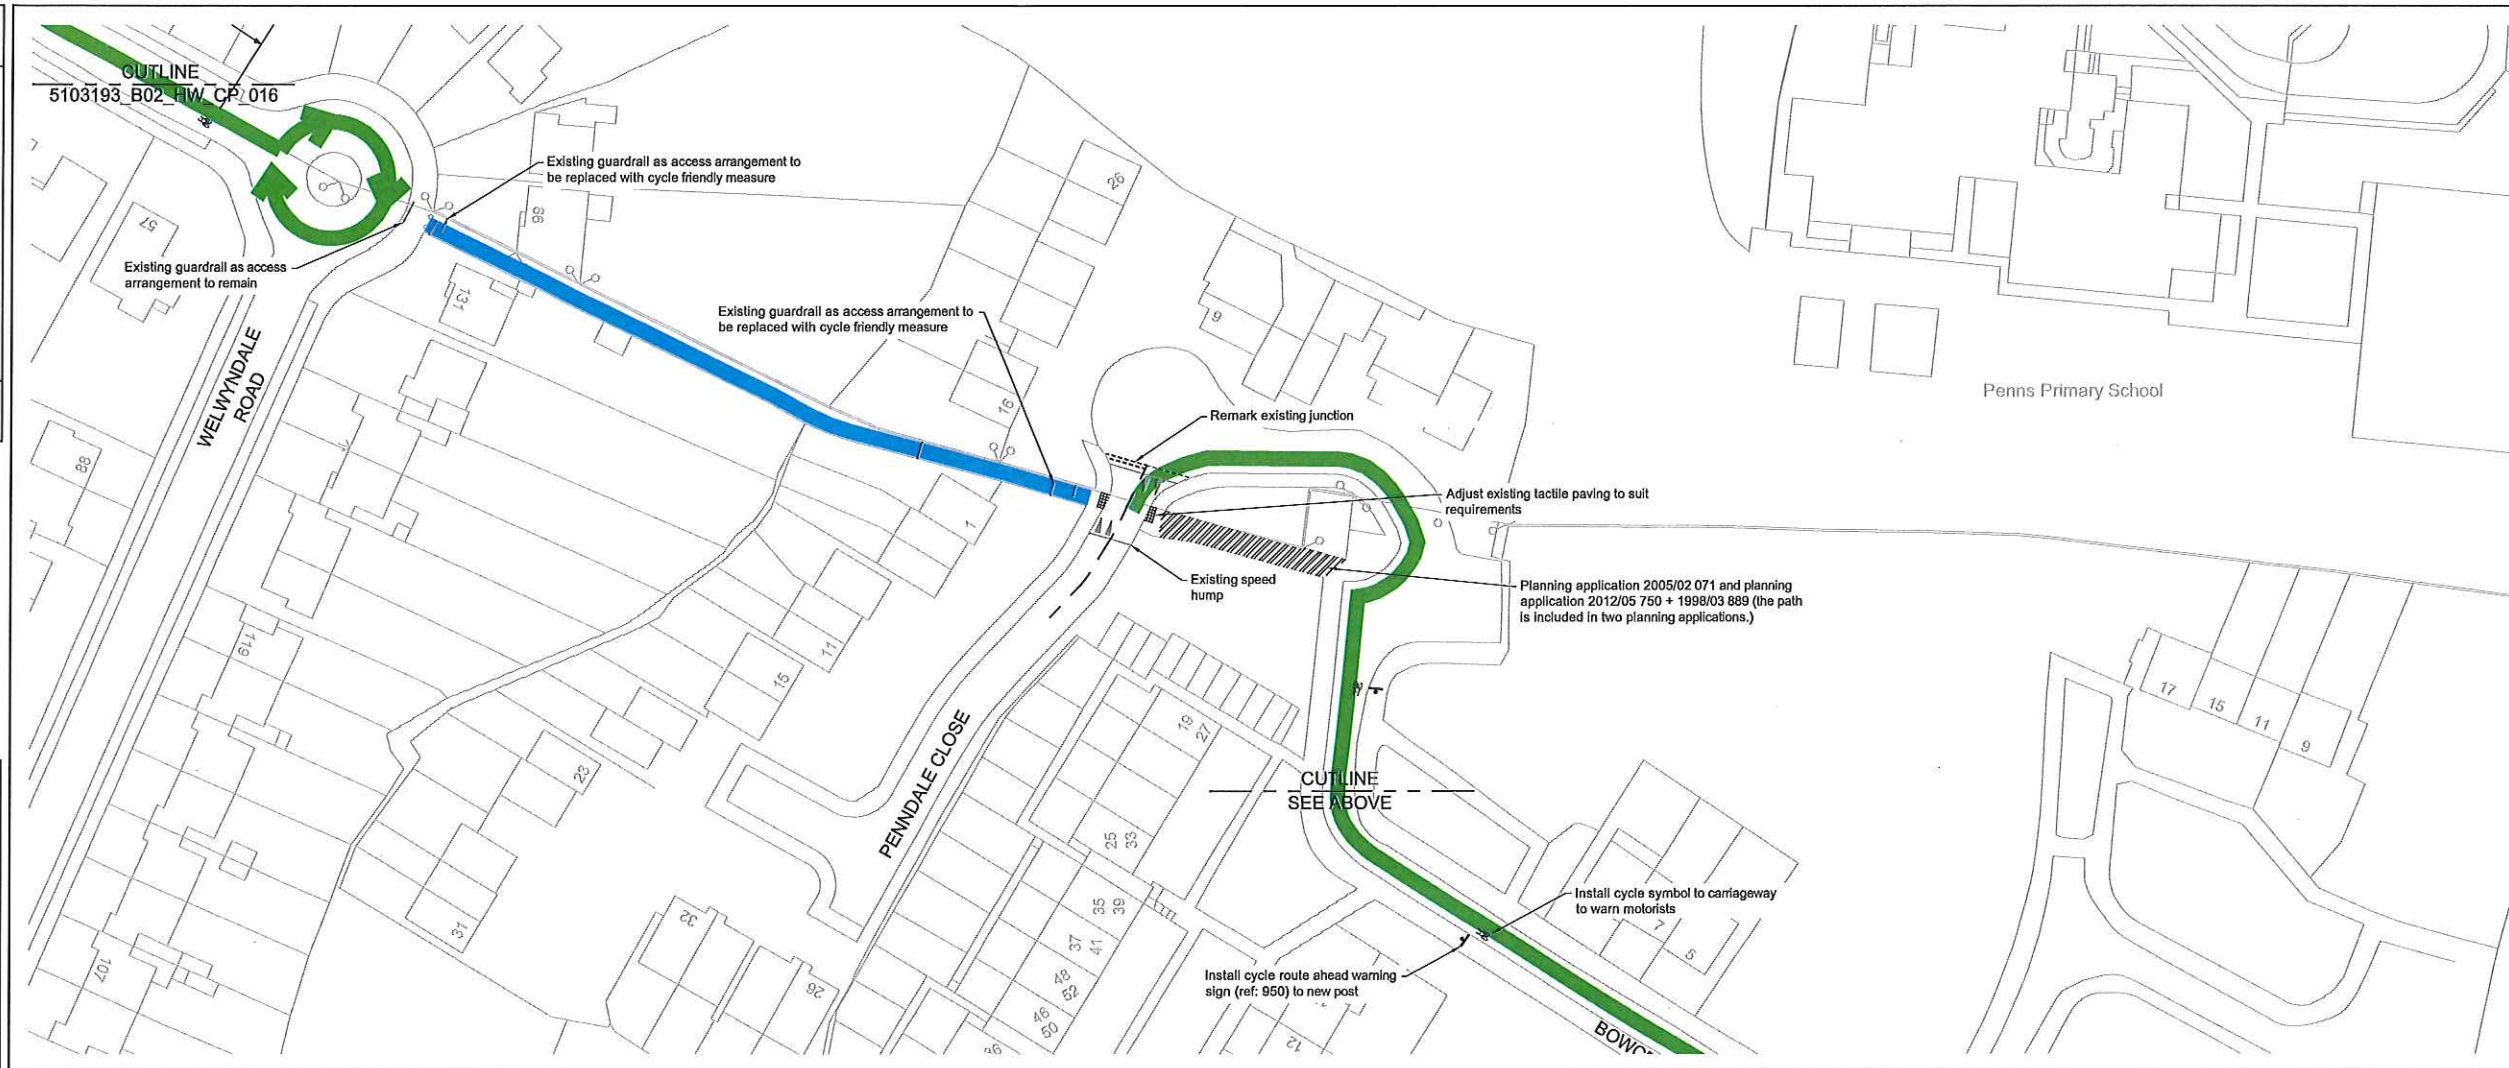 CUTLINE
5103193_B02_HW_CP_016
Existing guardrail as access arrangement to
be replaced with cycle friendly measure
Existing guardrail as access
arrangement to remain
Existing guardrail as access arrangement to
be replaced with cycle friendly measure
WELWYNDALE
ROAD
Remark existing junction
Penns Primary School
Adjust existing tactile paving to suit
requirements
Existing speed
hump
Planning application 2005/02 071 and planning
application 2012/05 750 + 1998/03 889 (the path
is included in two planning applications.)
PENNDALE CLOSE
CUTLINE
SEE ABOVE
Install cycle symbol to carriageway
to warn motorists
Install cycle route ahead warning
sign (ref: 950) to new post
57
66
131
26
9
16
88
1
11
15
119
23
31
107
32
26
19
27
25
33
35
39
37
41
48
52
46
50
12
7
5
17
15
11
9